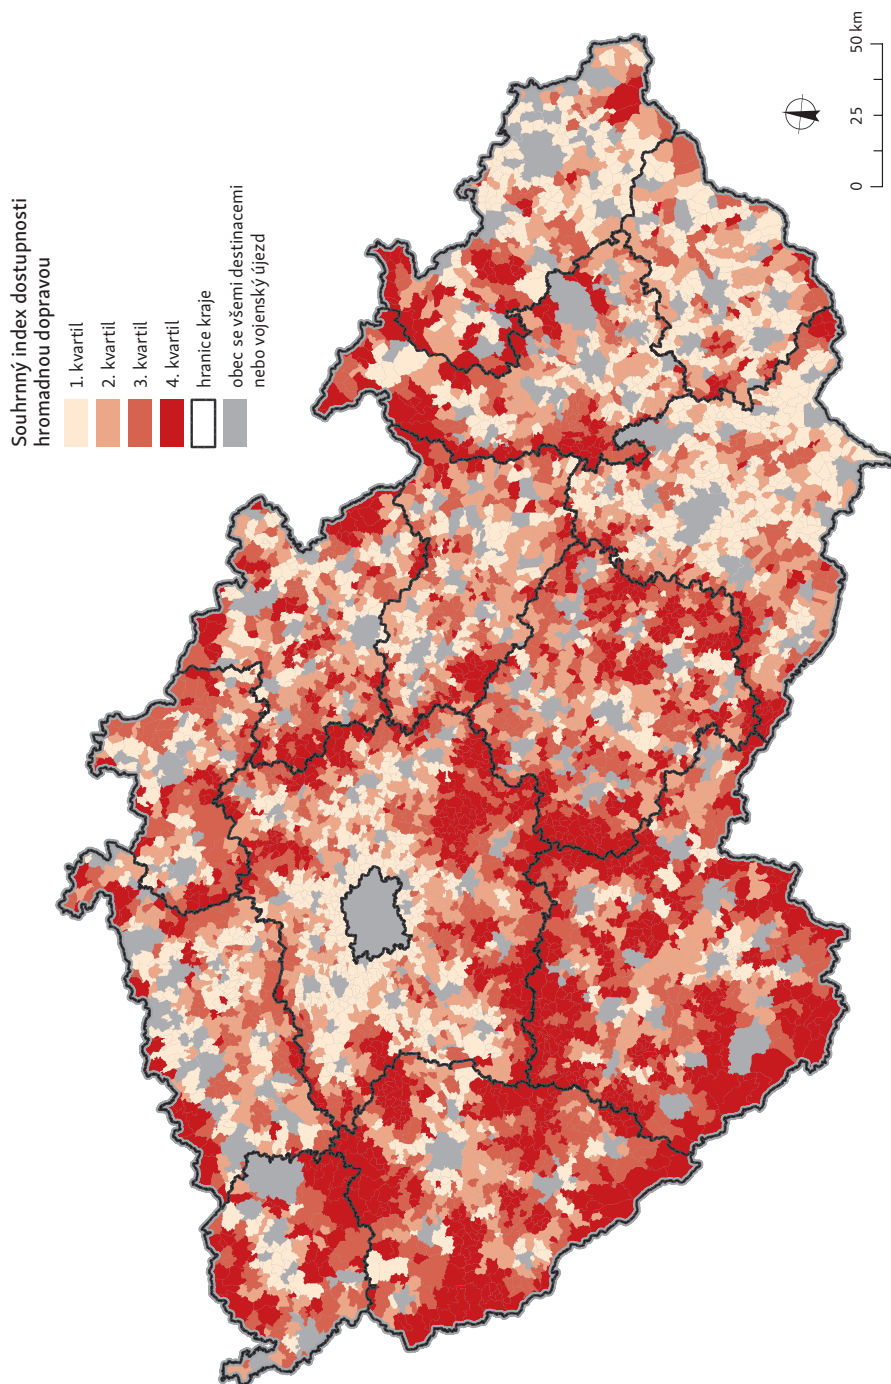 Souhrnný index dostupnosti
hromadnou dopravou
1. kvartil
2. kvartil
3. kvartil
4. kvartil
hranice kraje
obec se všemi destinacemi
nebo vojenský újezd
0
25
50 km